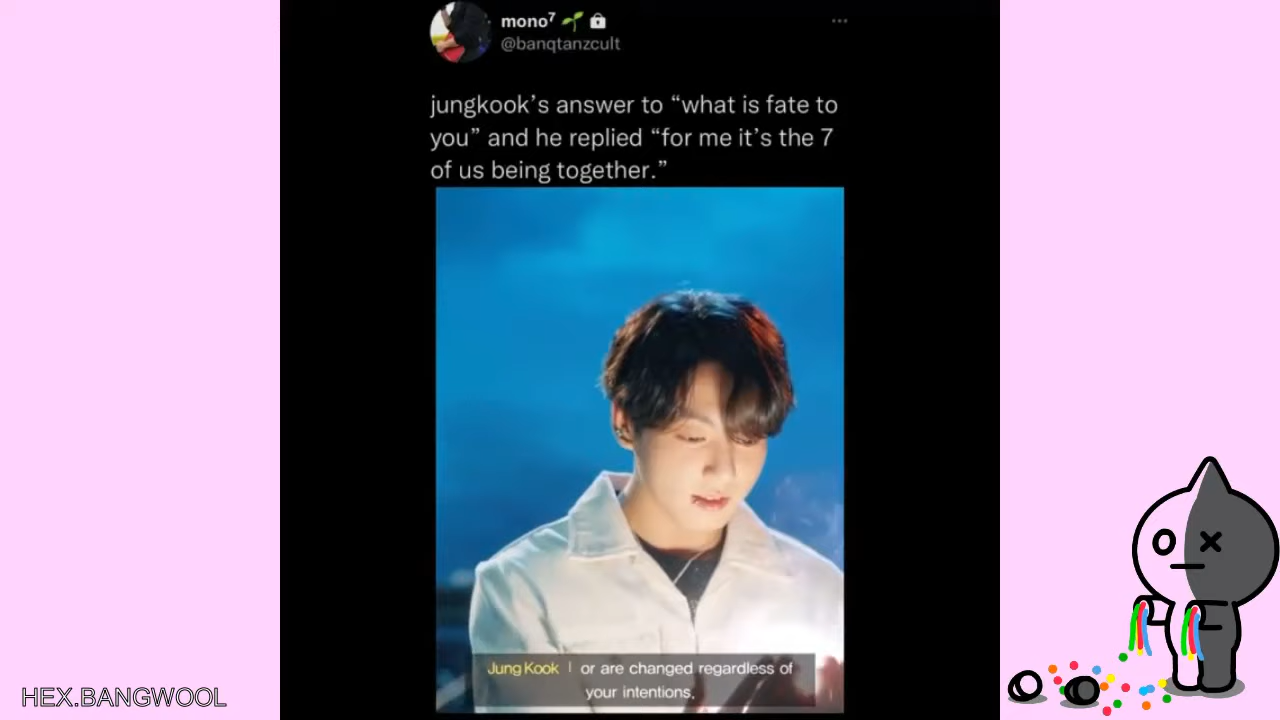 mono⁷ 🌱 🔒
@banqtanzcult
jungkook’s answer to “what is fate to
you” and he replied “for me it’s the 7
of us being together.”
Jung Kook | or are changed regardless of
your intentions,
HEX.BANGWOOL